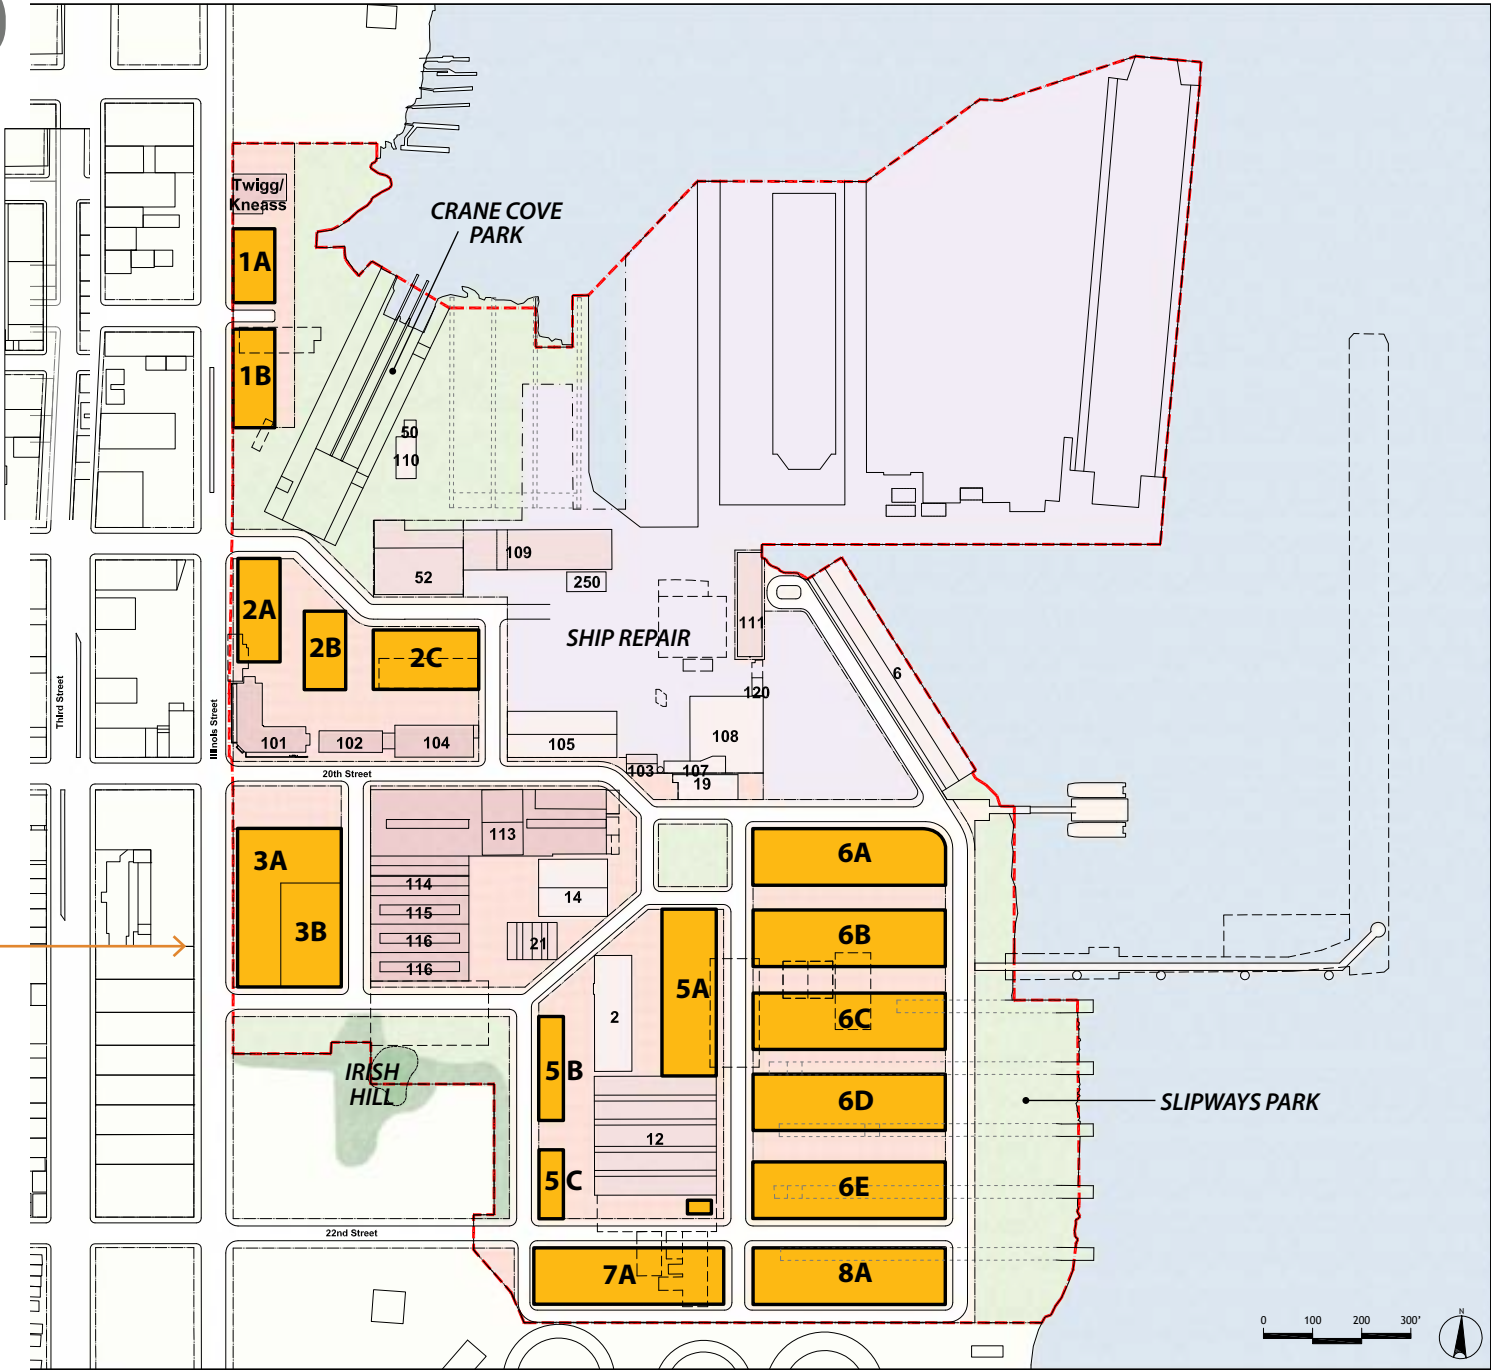 Twigg/
Kneass
CRANE COVE
PARK
1A
1B
50
110
109
52
250
2A
2B
2C
SHIP REPAIR
111
6
120
Third Street
Illinois Street
101
102
104
105
108
103
107
19
20th Street
113
3A
6A
114
14
115
3B
116
21
6B
116
5A
2
6C
IRISH
HILL
5B
6D
SLIPWAYS PARK
12
5C
6E
22nd Street
7A
8A
0 100 200 300'
N